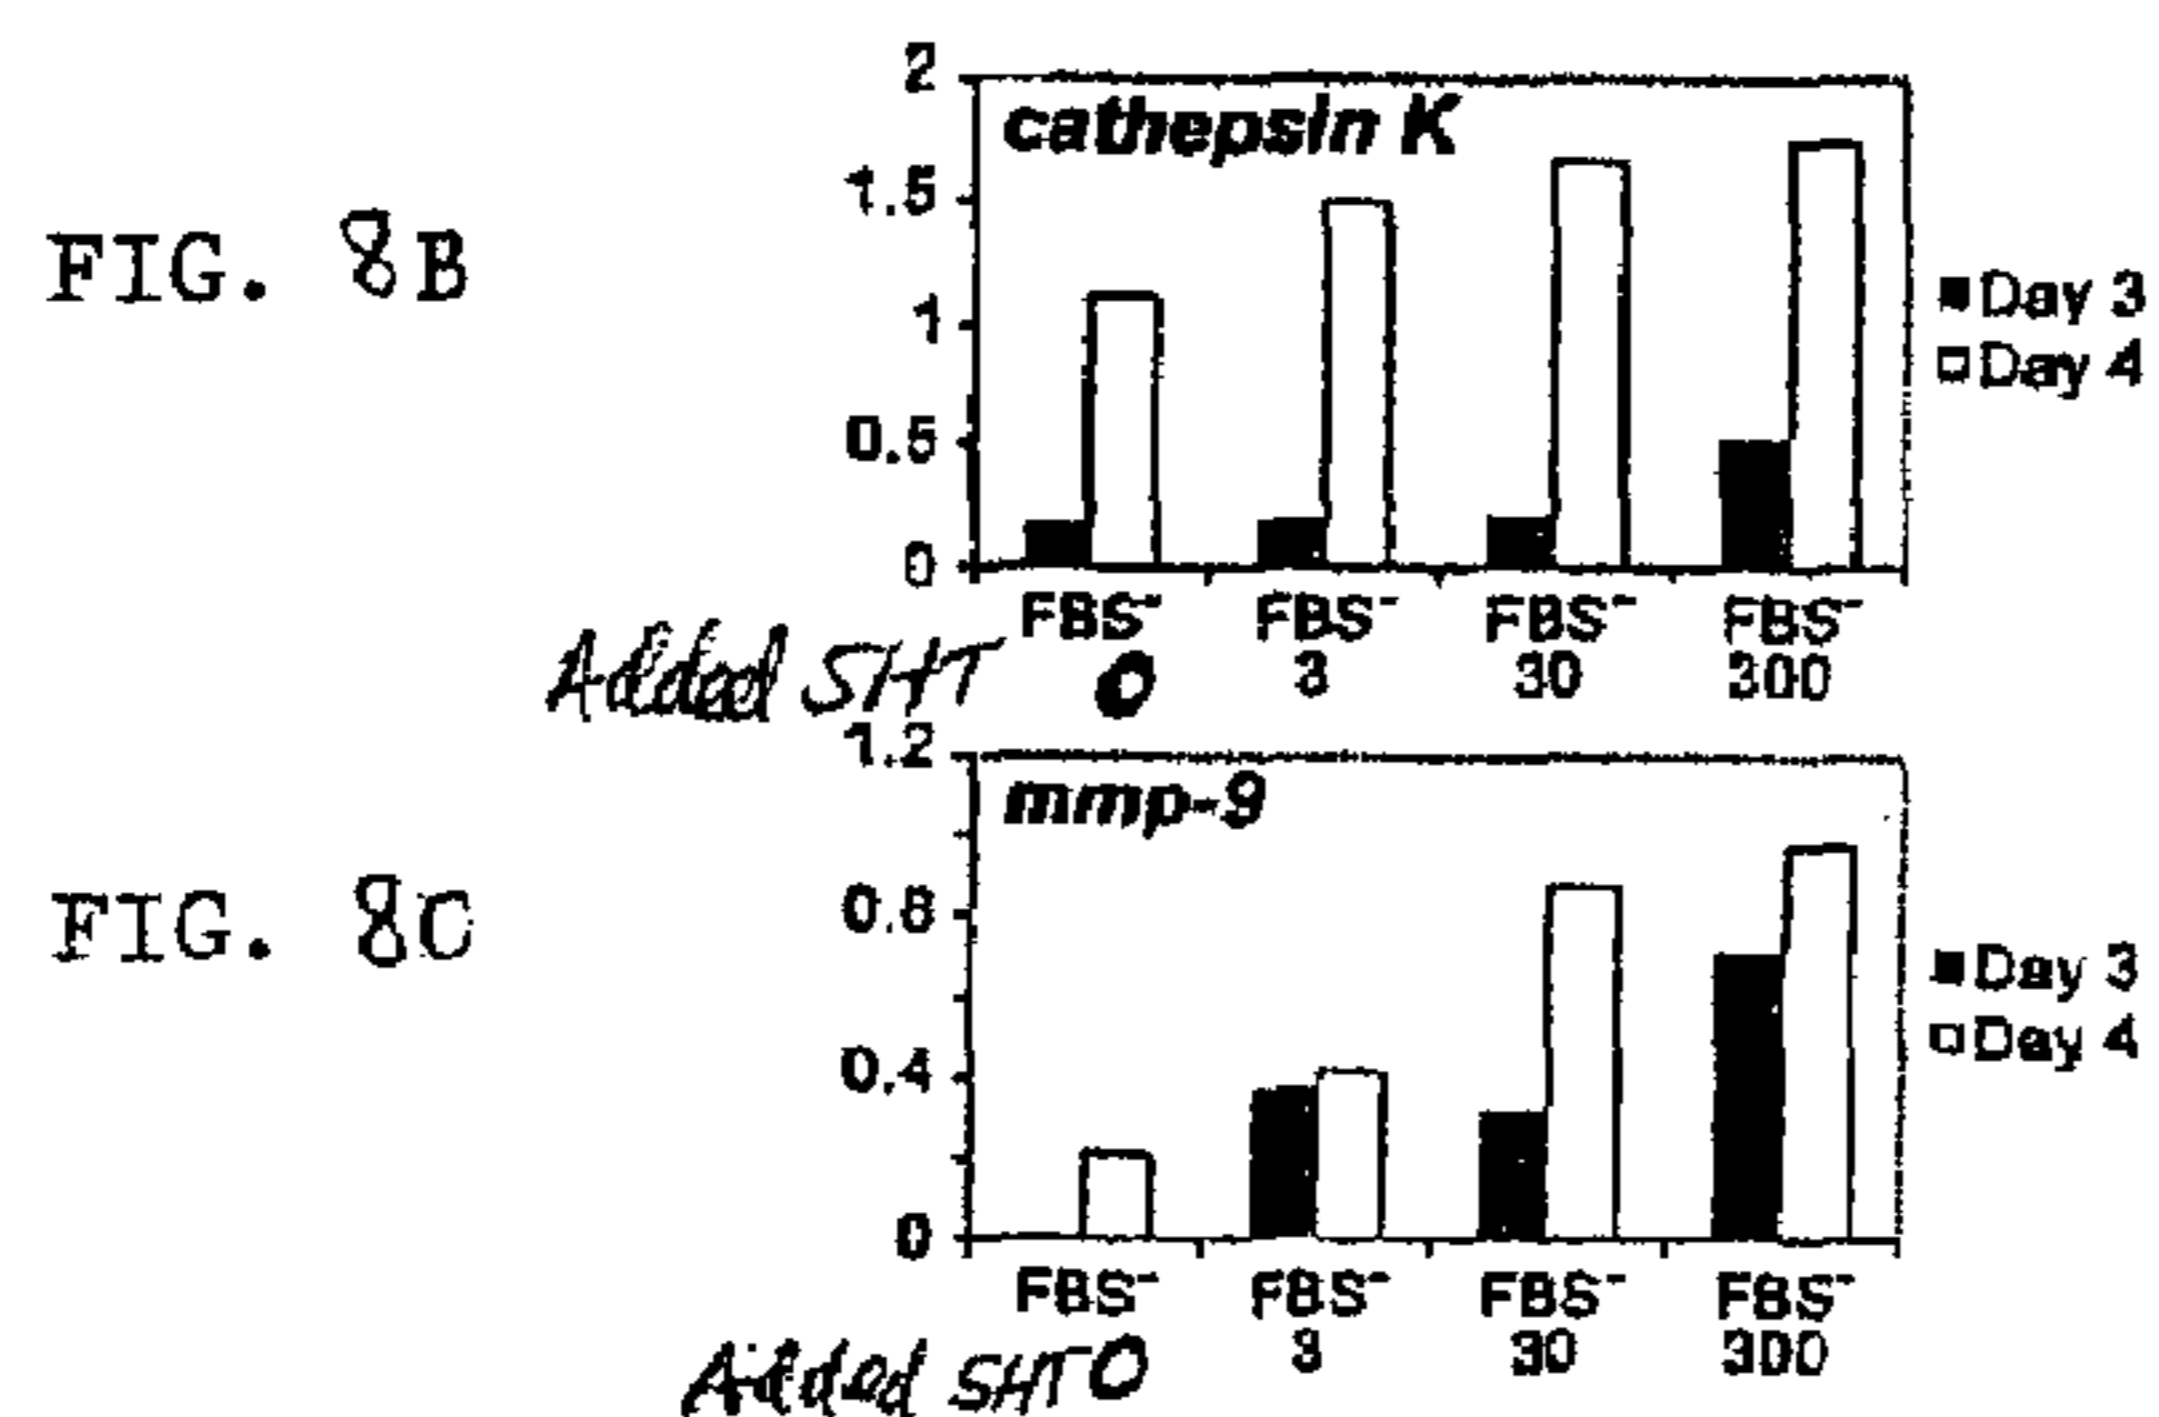 FIG. 8B
2
cathepsin K
1.5
1
0.5
0
■Day 3
□Day 4
FBS⁻ FBS⁻ FBS⁻ FBS⁻
Added 5HT 0 3 30 300
FIG. 8C
1.2
mmp-9
0.8
0.4
0
■Day 3
□Day 4
FBS⁻ FBS⁻ FBS⁻ FBS⁻
Added 5HT 0 3 30 300